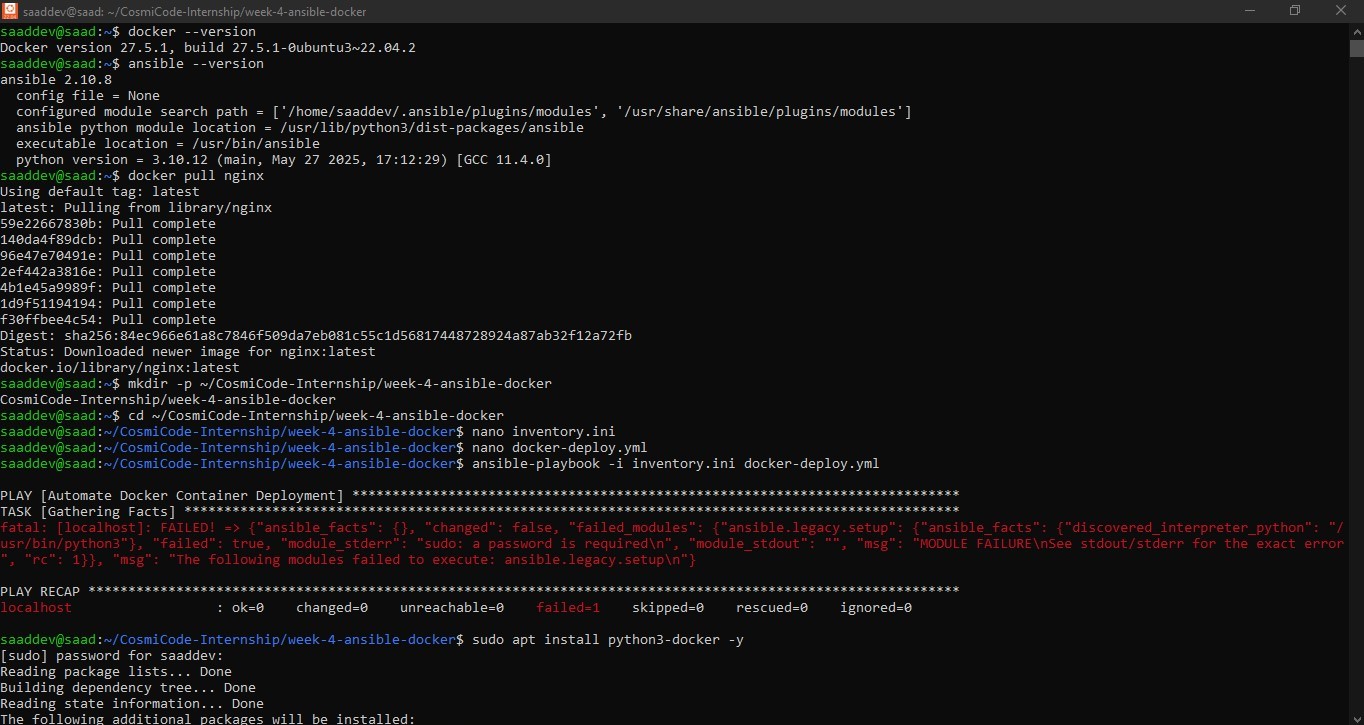 saaddev@saad: ~/CosmiCode-Internship/week-4-ansible-docker
saaddev@saad:~$ docker --version
Docker version 27.5.1, build 27.5.1-0ubuntu3~22.04.2
saaddev@saad:~$ ansible --version
ansible 2.10.8
  config file = None
  configured module search path = ['/home/saaddev/.ansible/plugins/modules', '/usr/share/ansible/plugins/modules']
  ansible python module location = /usr/lib/python3/dist-packages/ansible
  executable location = /usr/bin/ansible
  python version = 3.10.12 (main, May 27 2025, 17:12:29) [GCC 11.4.0]
saaddev@saad:~$ docker pull nginx
Using default tag: latest
latest: Pulling from library/nginx
59e22667830b: Pull complete
140da4f89dcb: Pull complete
96e47e70491e: Pull complete
2ef442a3816e: Pull complete
4b1e45a9989f: Pull complete
1d9f51194194: Pull complete
f30ffbee4c54: Pull complete
Digest: sha256:84ec966e61a8c7846f509da7eb081c55c1d56817448728924a87ab32f12a72fb
Status: Downloaded newer image for nginx:latest
docker.io/library/nginx:latest
saaddev@saad:~$ mkdir -p ~/CosmiCode-Internship/week-4-ansible-docker
CosmiCode-Internship/week-4-ansible-docker
saaddev@saad:~$ cd ~/CosmiCode-Internship/week-4-ansible-docker
saaddev@saad:~/CosmiCode-Internship/week-4-ansible-docker$ nano inventory.ini
saaddev@saad:~/CosmiCode-Internship/week-4-ansible-docker$ nano docker-deploy.yml
saaddev@saad:~/CosmiCode-Internship/week-4-ansible-docker$ ansible-playbook -i inventory.ini docker-deploy.yml
PLAY [Automate Docker Container Deployment] ****************************************************************************
TASK [Gathering Facts] *************************************************************************************************
fatal: [localhost]: FAILED! => {"ansible_facts": {}, "changed": false, "failed_modules": {"ansible.legacy.setup": {"ansible_facts": {"discovered_interpreter_python": "/
usr/bin/python3"}, "failed": true, "module_stderr": "sudo: a password is required\n", "module_stdout": "", "msg": "MODULE FAILURE\nSee stdout/stderr for the exact error
", "rc": 1}}, "msg": "The following modules failed to execute: ansible.legacy.setup\n"}
PLAY RECAP *************************************************************************************************************
localhost                  : ok=0    changed=0    unreachable=0    failed=1    skipped=0    rescued=0    ignored=0
saaddev@saad:~/CosmiCode-Internship/week-4-ansible-docker$ sudo apt install python3-docker -y
[sudo] password for saaddev:
Reading package lists... Done
Building dependency tree... Done
Reading state information... Done
The following additional packages will be installed: